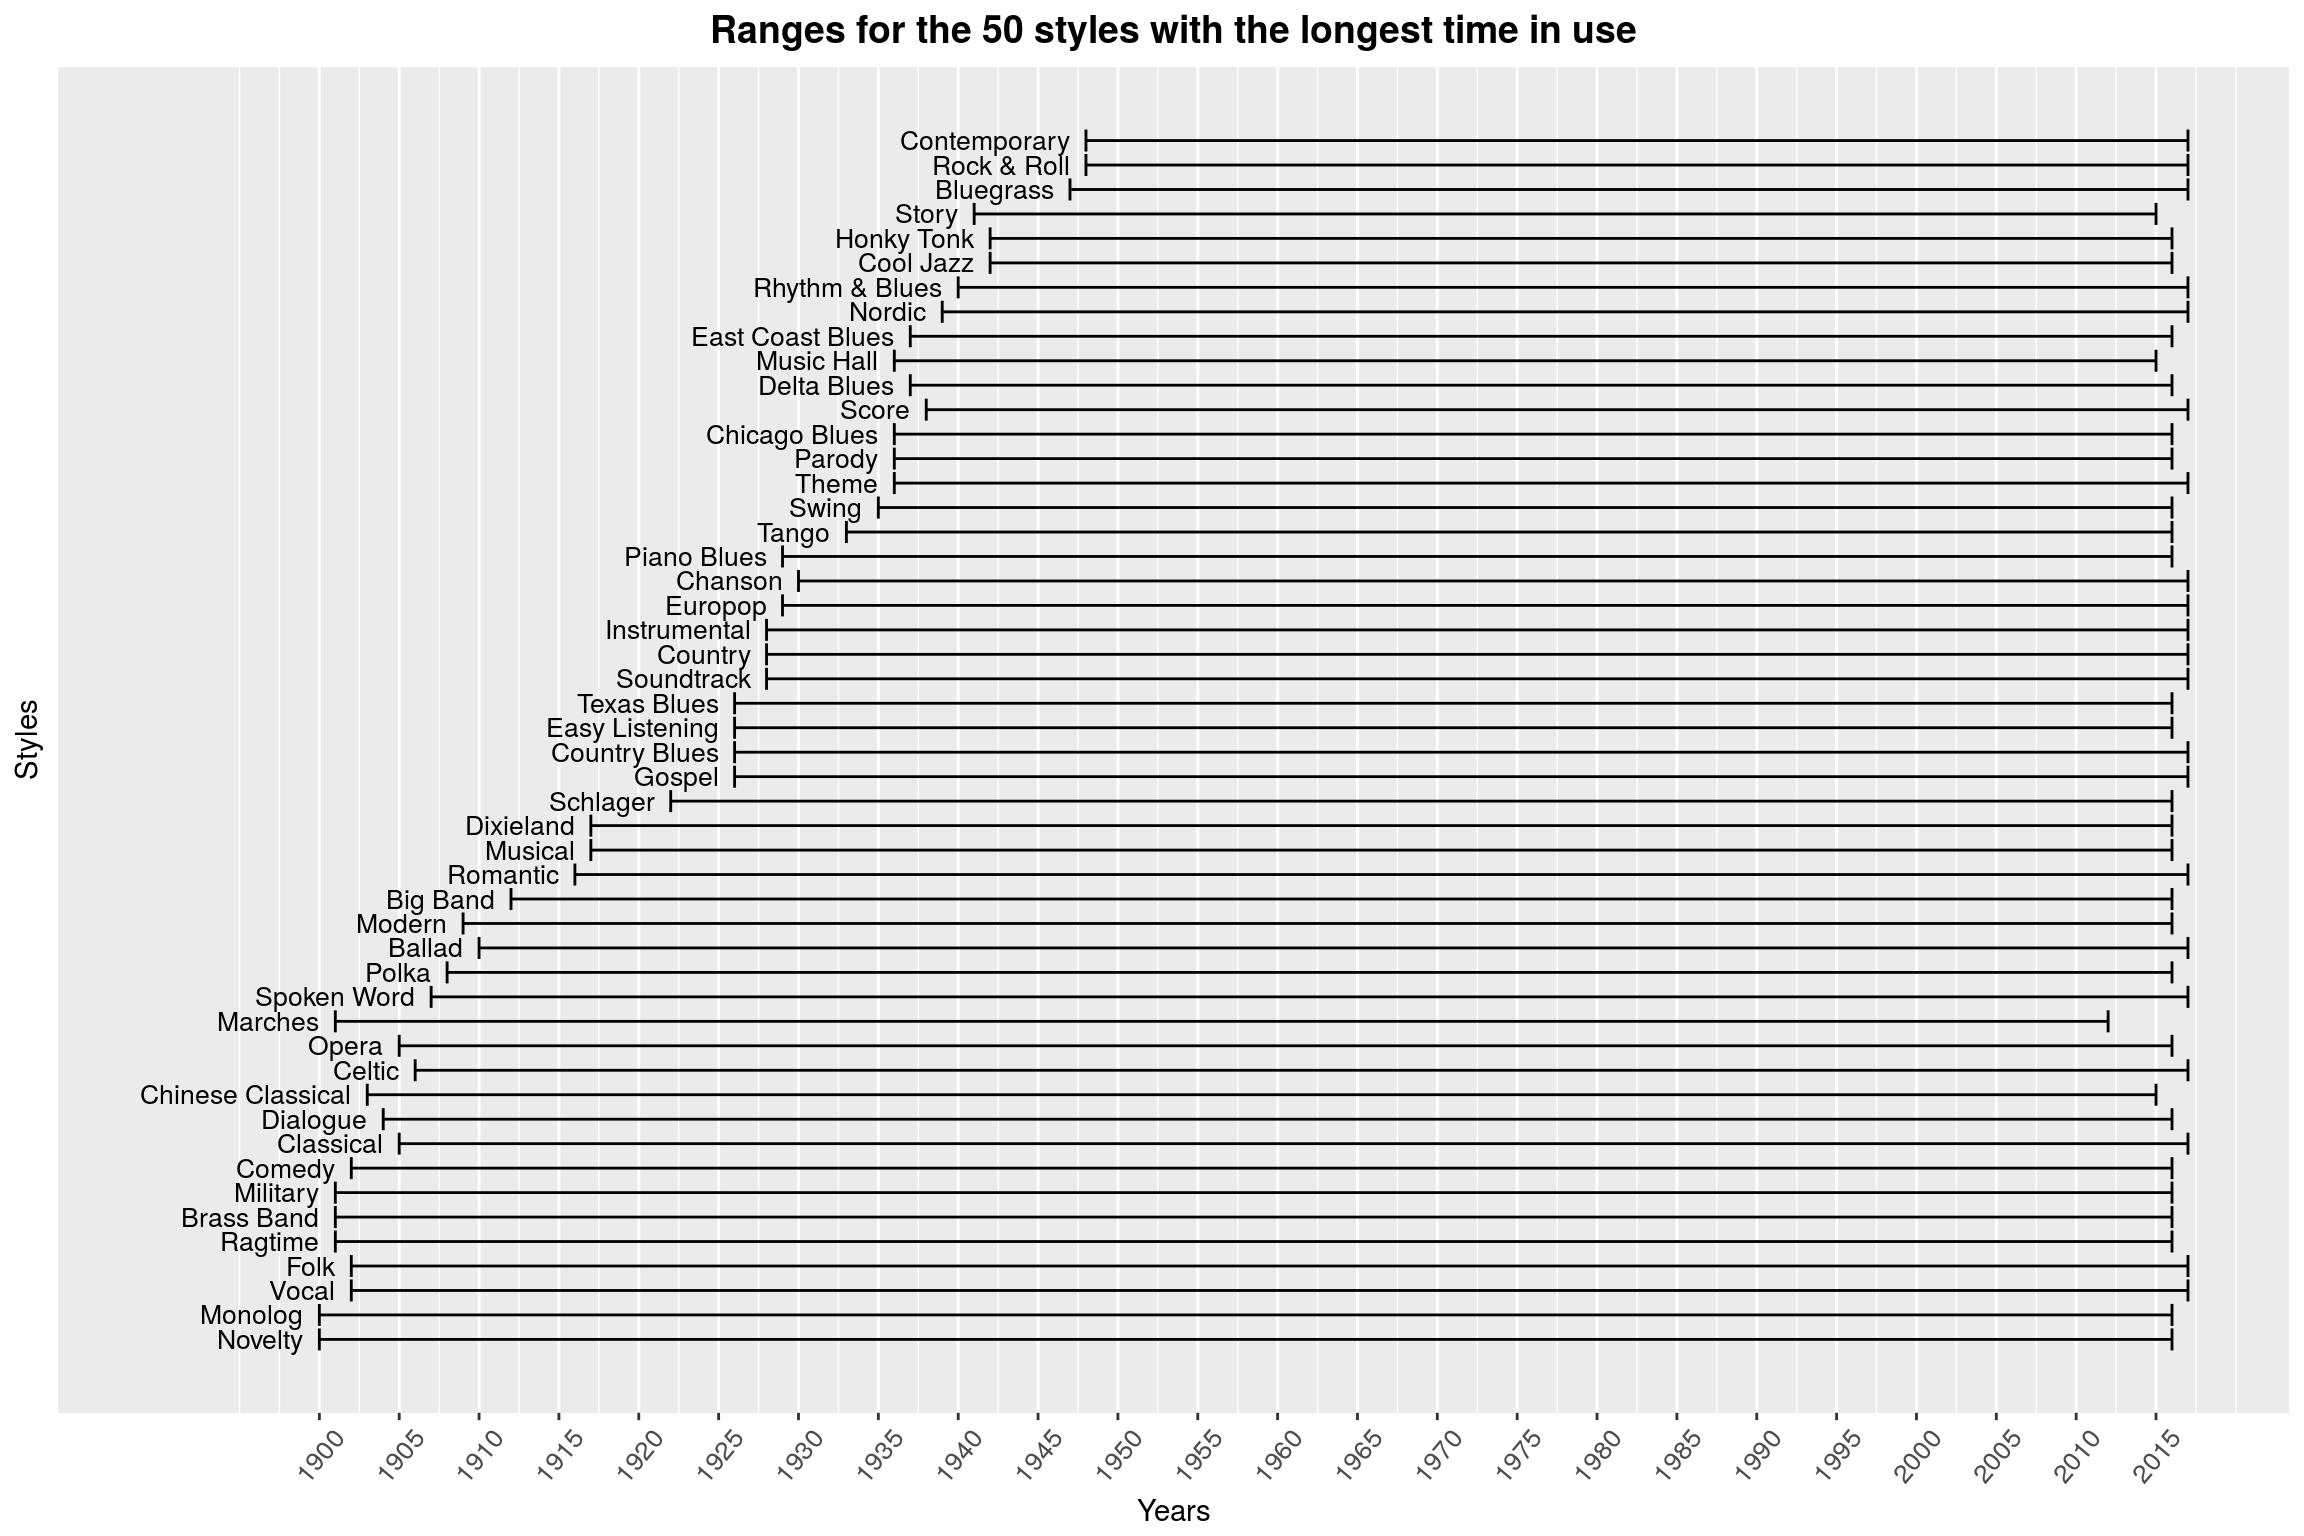 Ranges for the 50 styles with the longest time in use
Contemporary
Rock & Roll
Bluegrass
Story
Honky Tonk
Cool Jazz
Rhythm & Blues
Nordic
East Coast Blues
Music Hall
Delta Blues
Score
Chicago Blues
Parody
Theme
Swing
Tango
Piano Blues
Chanson
Europop
Instrumental
Country
Soundtrack
Texas Blues
Easy Listening
Country Blues
Gospel
Schlager
Dixieland
Musical
Romantic
Big Band
Modern
Ballad
Polka
Spoken Word
Marches
Opera
Celtic
Chinese Classical
Dialogue
Classical
Comedy
Military
Brass Band
Ragtime
Folk
Vocal
Monolog
Novelty
Styles
1900 1905 1910 1915 1920 1925 1930 1935 1940 1945 1950 1955 1960 1965 1970 1975 1980 1985 1990 1995 2000 2005 2010 2015
Years